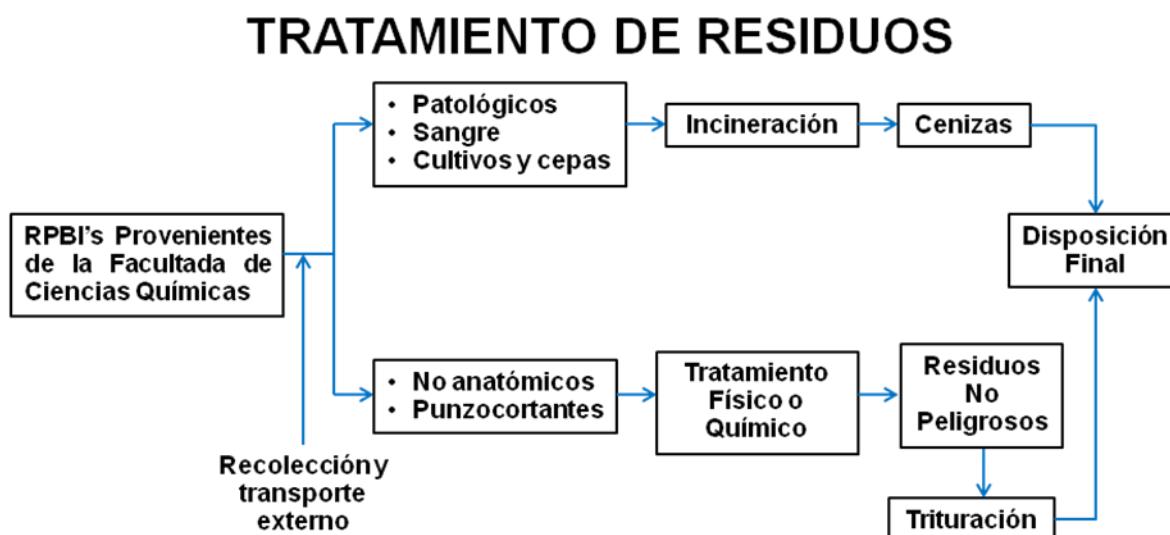 TRATAMIENTO DE RESIDUOS
• Patológicos
• Sangre
• Cultivos y cepas
Incineración
Cenizas
RPBI's Provenientes
de la Facultada de
Ciencias Químicas
Disposición
Final
• No anatómicos
• Punzocortantes
Tratamiento
Físico o
Químico
Residuos
No
Peligrosos
Recolección y
transporte
externo
Trituración